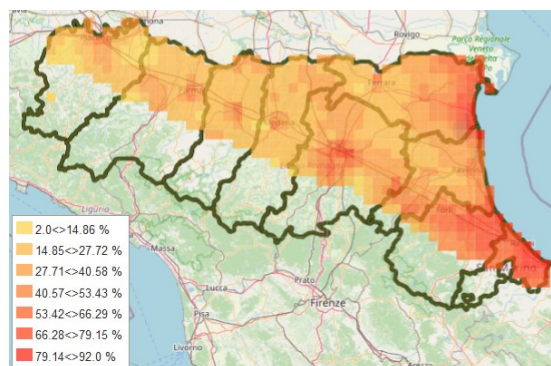 Rovigo
Parco Regionale
Veneto del
Ferrara
Liguria
Massa
Lucca
Prato
Pisa
Firenze
Livorno
2.0<>14.86 %
14.85<>27.72 %
27.71<>40.58 %
40.57<>53.43 %
53.42<>66.29 %
66.28<>79.15 %
79.14<>92.0 %